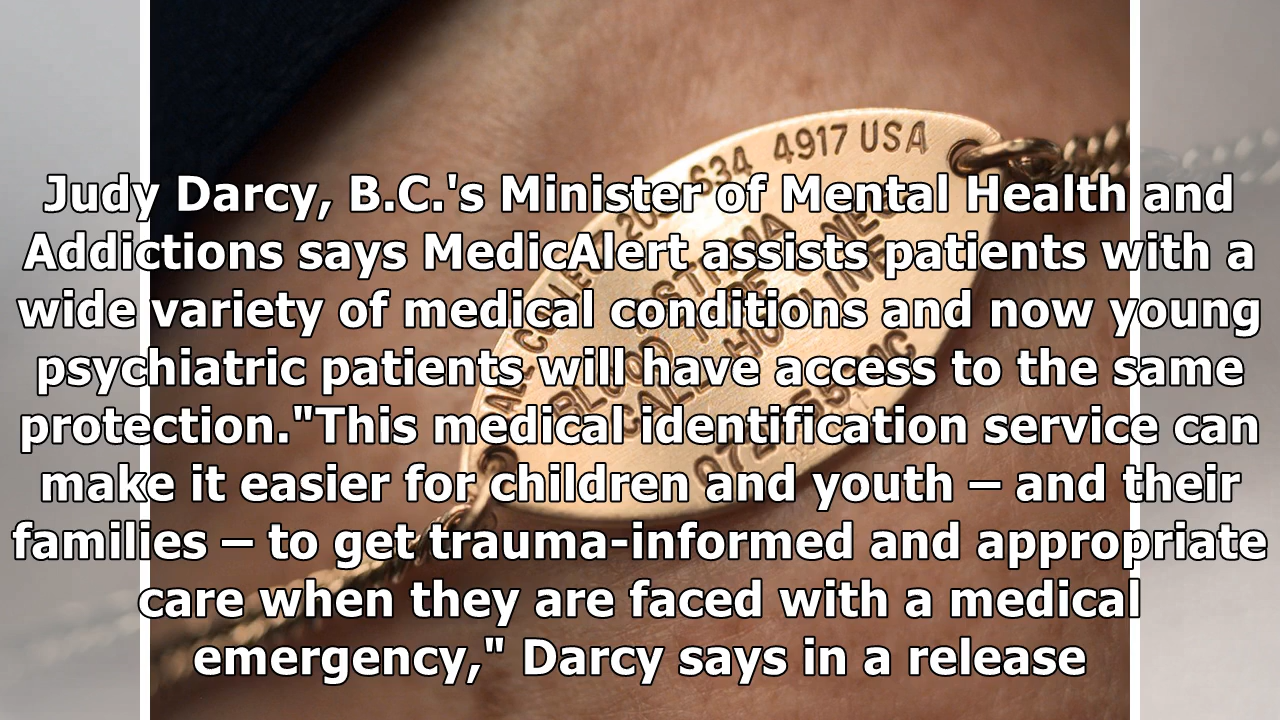 634 4917 USA
Judy Darcy, B.C.'s Minister of Mental Health and
Addictions says MedicAlert assists patients with a
wide variety of medical conditions and now young
psychiatric patients will have access to the same
protection."This medical identification service can
make it easier for children and youth – and their
families – to get trauma-informed and appropriate
care when they are faced with a medical
emergency," Darcy says in a release
BLOOD
CALL